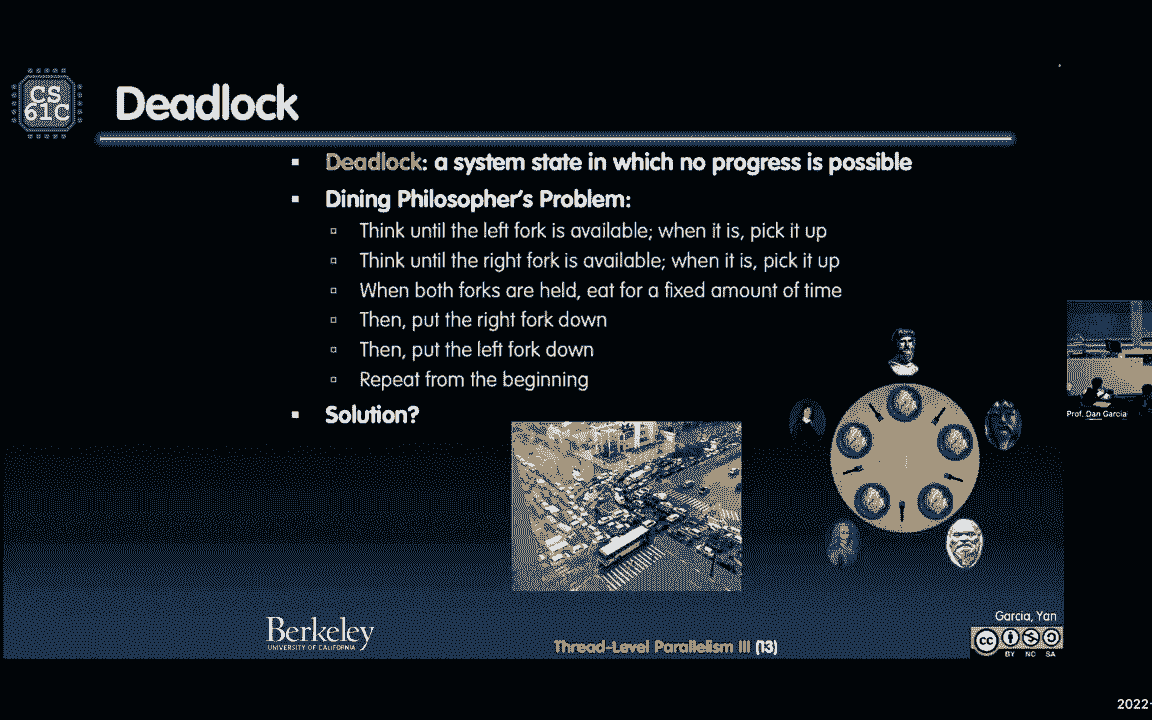 CS
61C
Deadlock
▪ Deadlock: a system state in which no progress is possible
▪ Dining Philosopher's Problem:
▫ Think until the left fork is available; when it is, pick it up
▫ Think until the right fork is available; when it is, pick it up
▫ When both forks are held, eat for a fixed amount of time
▫ Then, put the right fork down
▫ Then, put the left fork down
▫ Repeat from the beginning
▪ Solution?
Prof. Dan Garcia
Garcia, Yan
Berkeley
UNIVERSITY OF CALIFORNIA
Thread-Level Parallelism III (13)
cc
BY NC SA
2022-